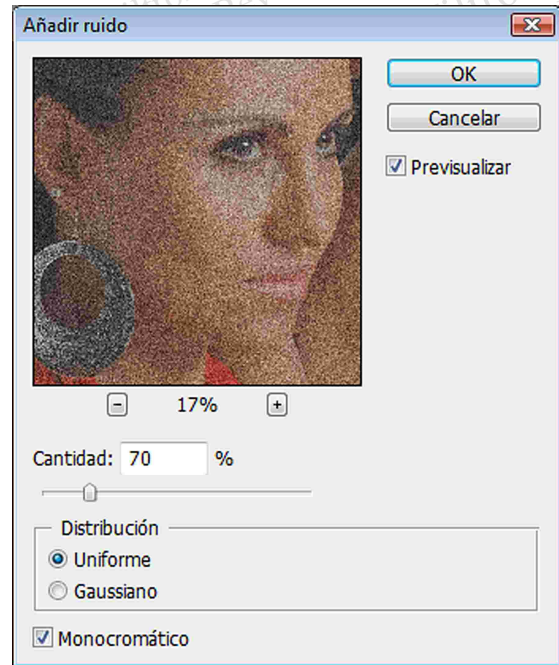 Añadir ruido
OK
Cancelar
Previsualizar
17%
Cantidad: 70 %
Distribución
Uniforme
Gaussiano
Monocromático